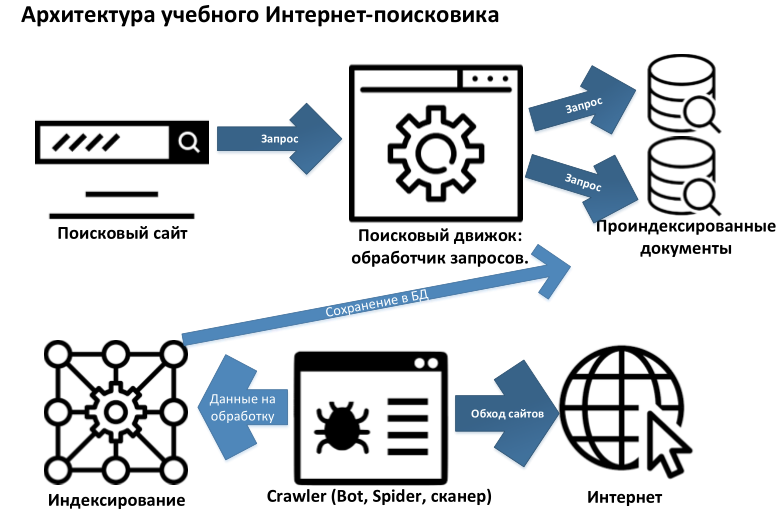 Архитектура учебного Интернет-поисковика
Запрос
Запрос
Запрос
Поисковый сайт
Поисковый движок:
обработчик запросов.
Проиндексированные
документы
Сохранение в БД
Данные на
обработку
Обход сайтов
Индексирование
Crawler (Bot, Spider, сканер)
Интернет